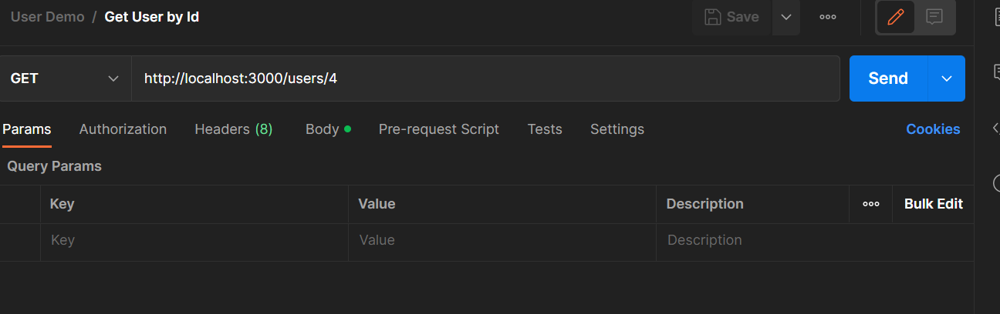 User Demo / Get User by Id
Save
GET
http://localhost:3000/users/4
Send
Params Authorization Headers (8) Body Pre-request Script Tests Settings Cookies
Query Params
Key Value Description Bulk Edit
Key Value Description